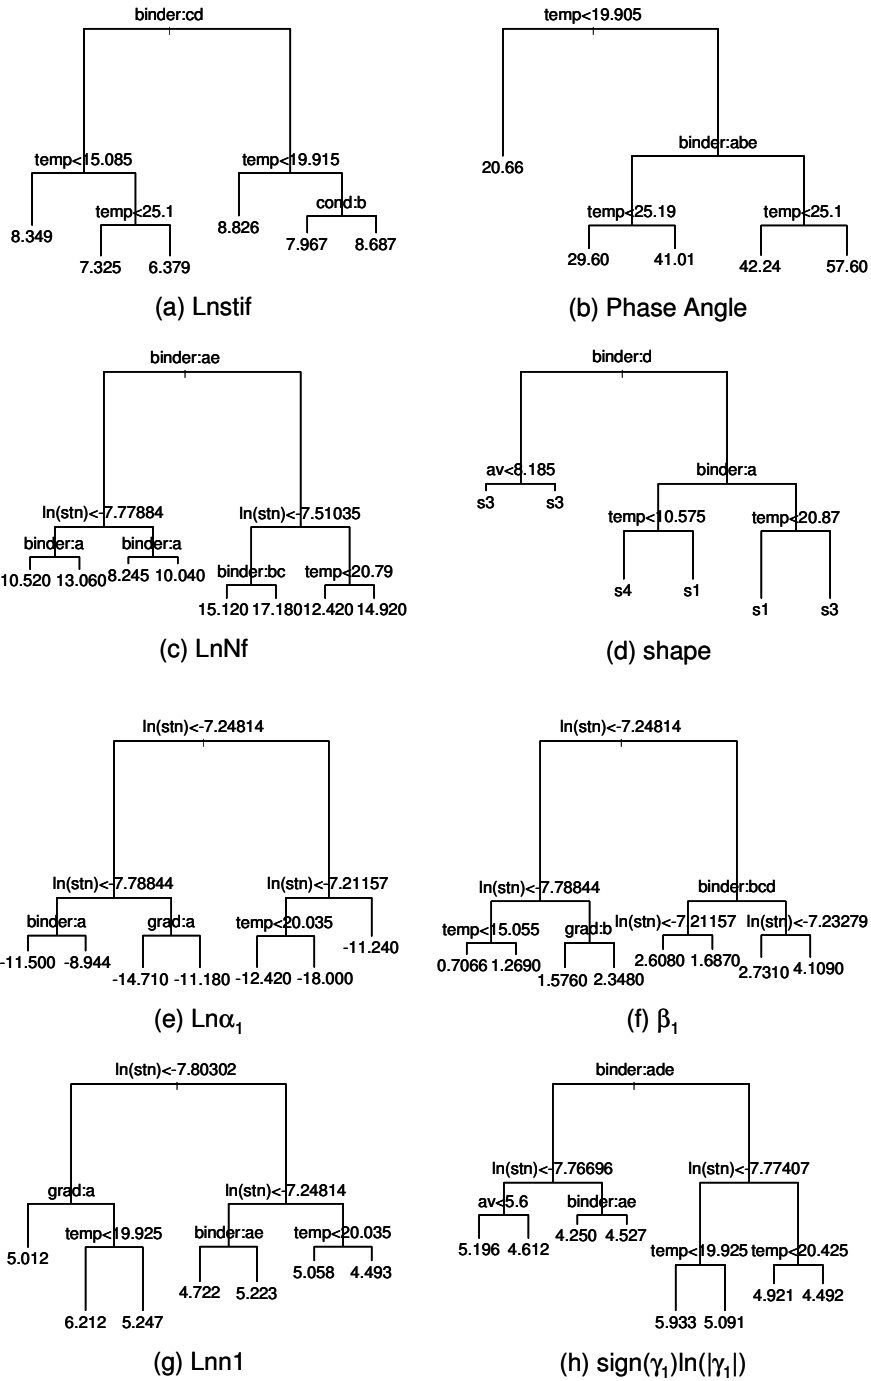 binder:cd
temp<15.085
temp<19.915
temp<25.1
cond:b
8.349
8.826
7.325
6.379
7.967
8.687
(a) Lnstif
temp<19.905
binder:abe
20.66
temp<25.19
temp<25.1
29.60
41.01
42.24
57.60
(b) Phase Angle
binder:ae
ln(stn)<-7.77884
ln(stn)<-7.51035
binder:a
binder:a
binder:bc
temp<20.79
10.520
13.060
8.245
10.040
15.120
17.180
12.420
14.920
(c) LnNf
binder:d
av<8.185
binder:a
s3
s3
temp<10.575
temp<20.87
s4
s1
s1
s3
(d) shape
ln(stn)<-7.24814
ln(stn)<-7.78844
ln(stn)<-7.21157
binder:a
grad:a
temp<20.035
-11.240
-11.500
-8.944
-14.710
-11.180
-12.420
-18.000
(e) Lnα1
ln(stn)<-7.24814
ln(stn)<-7.78844
binder:bcd
temp<15.055
grad:b
ln(stn)<-7.21157
ln(stn)<-7.23279
0.7066
1.2690
1.5760
2.3480
2.6080
1.6870
2.7310
4.1090
(f) β1
ln(stn)<-7.80302
grad:a
ln(stn)<-7.24814
temp<19.925
binder:ae
temp<20.035
5.012
6.212
5.247
4.722
5.223
5.058
4.493
(g) Lnn1
binder:ade
ln(stn)<-7.76696
ln(stn)<-7.77407
av<5.6
binder:ae
temp<19.925
temp<20.425
5.196
4.612
4.250
4.527
5.933
5.091
4.921
4.492
(h) sign(γ1)ln(|γ1|)